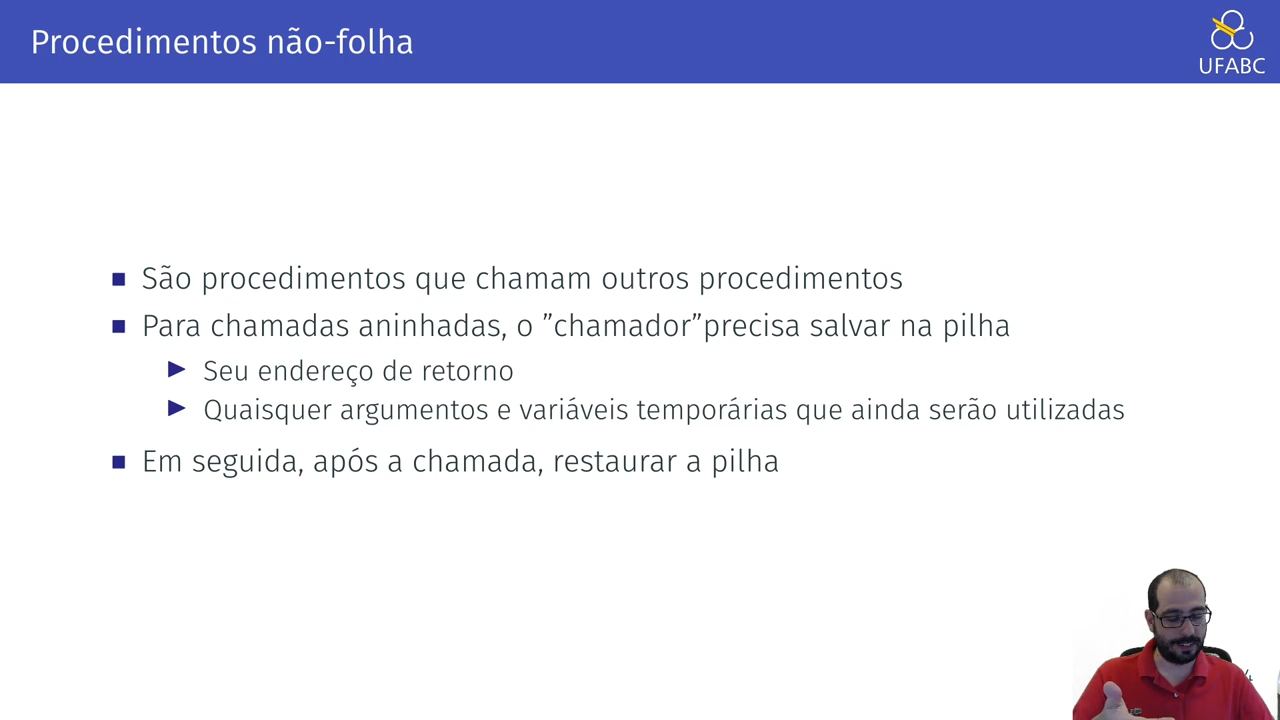 Procedimentos não-folha
UFABC
São procedimentos que chamam outros procedimentos
Para chamadas aninhadas, o ”chamador”precisa salvar na pilha
Seu endereço de retorno
Quaisquer argumentos e variáveis temporárias que ainda serão utilizadas
Em seguida, após a chamada, restaurar a pilha